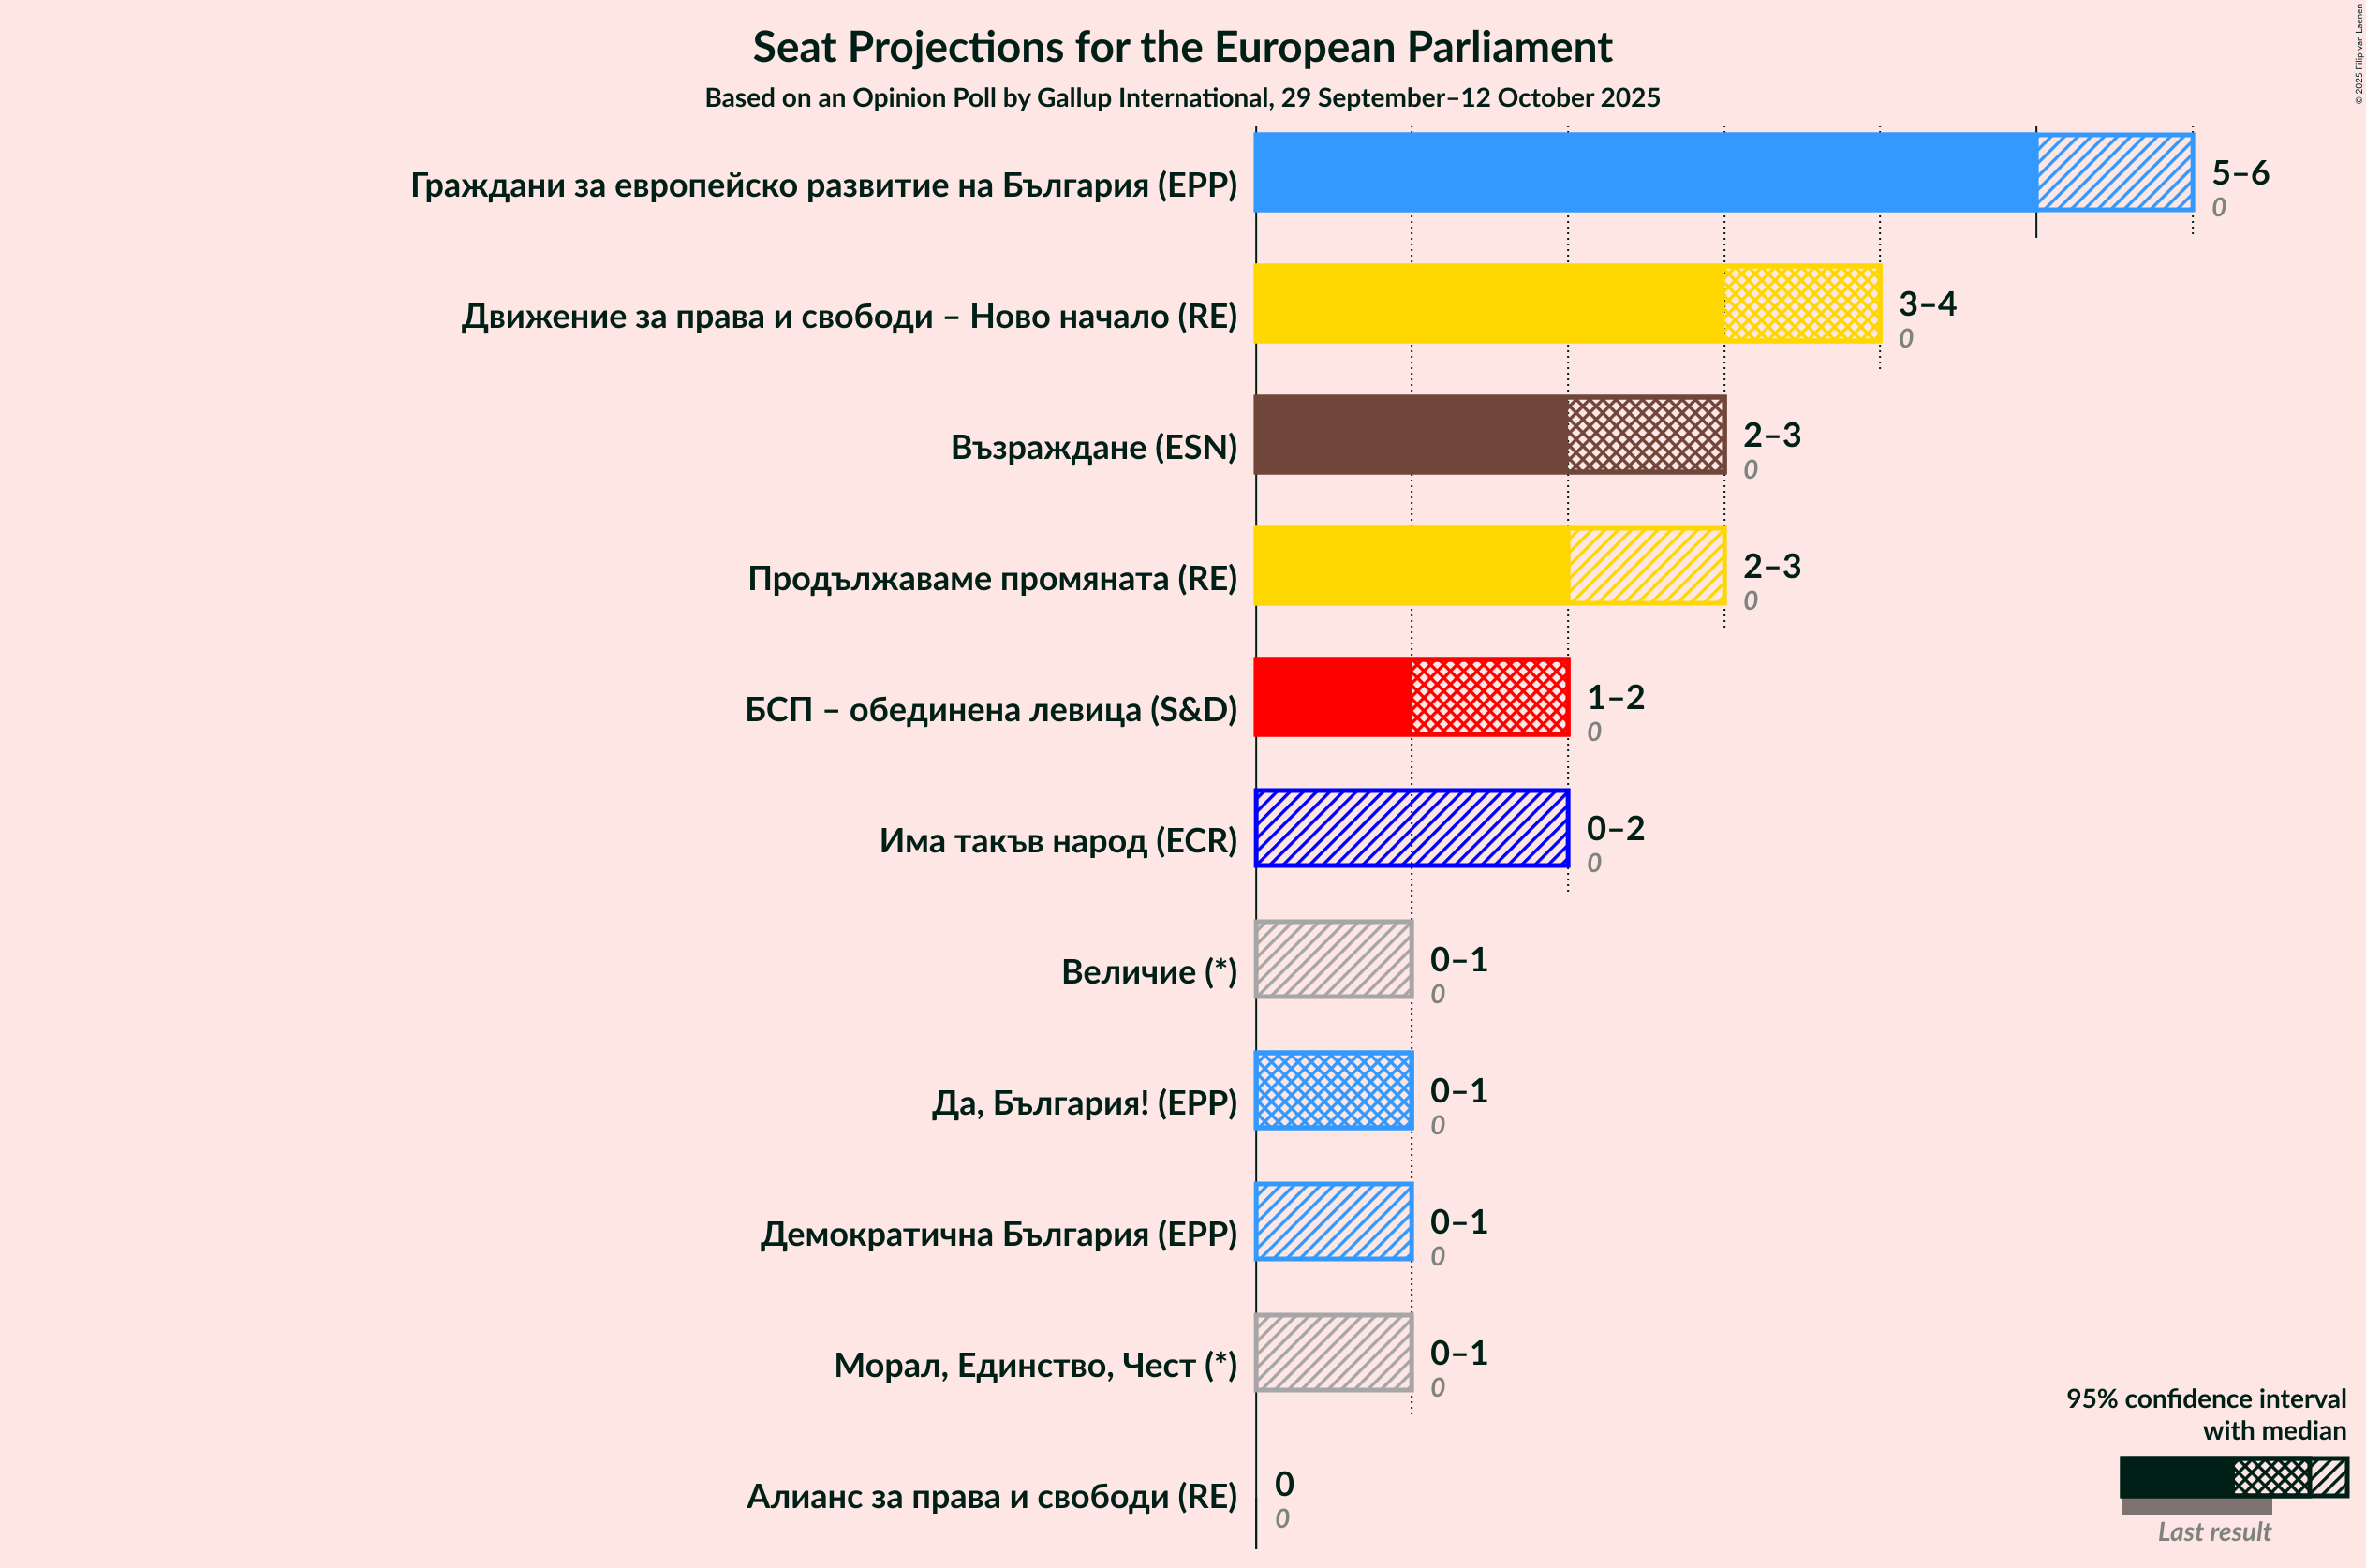 Seat Projections for the European Parliament
Based on an Opinion Poll by Gallup International, 29 September–12 October 2025
© 2025 Filip van Laenen
Граждани за европейско развитие на България (EPP)
5–6
0
Движение за права и свободи – Ново начало (RE)
3–4
0
Възраждане (ESN)
2–3
0
Продължаваме промяната (RE)
2–3
0
БСП – обединена левица (S&D)
1–2
0
Има такъв народ (ECR)
0–2
0
Величие (*)
0–1
0
Да, България! (EPP)
0–1
0
Демократична България (EPP)
0–1
0
Морал, Единство, Чест (*)
0–1
0
Алианс за права и свободи (RE)
0
0
95% confidence interval
with median
Last result